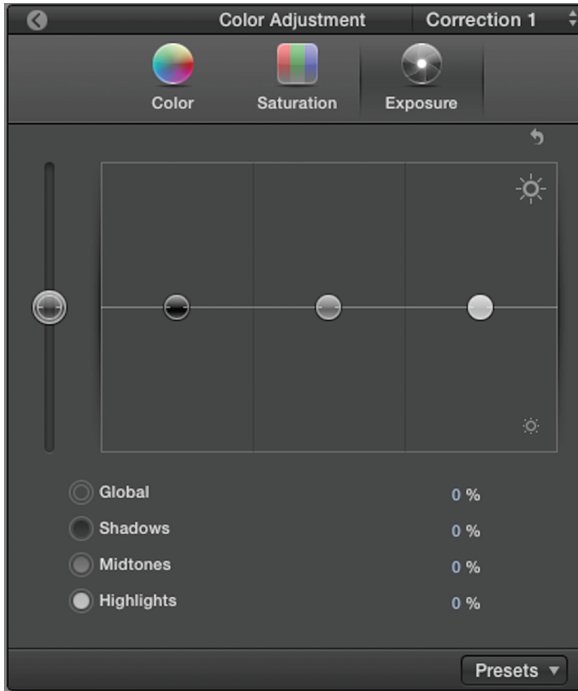 Color Adjustment Correction 1
Color Saturation Exposure
Global 0 %
Shadows 0 %
Midtones 0 %
Highlights 0 %
Presets